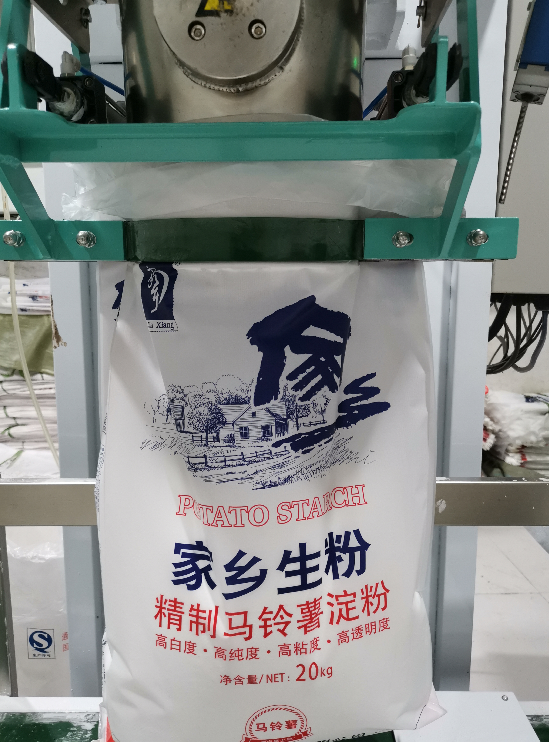 Xiang
家乡
POTATO STARCH
家乡生粉
精制马铃薯淀粉
高白度·高纯度·高粘度·高透明度
净含量/NET: 20kg
马铃薯